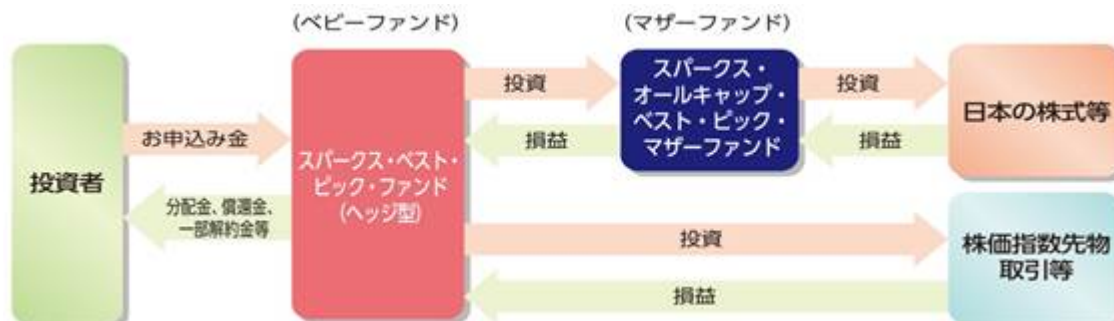 (ベビーファンド)
(マザーファンド)
投資者
お申込み金
分配金、償還金、
一部解約金等
スパークス・ベスト・
ピック・ファンド
(ヘッジ型)
投資
損益
スパークス・
オールキャップ・
ベスト・ピック・
マザーファンド
投資
損益
日本の株式等
投資
損益
株価指数先物
取引等